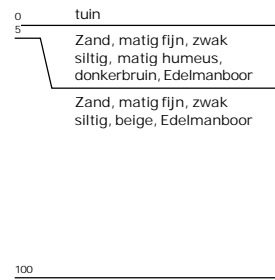 0 tuin
5
Zand, matig fijn, zwak
siltig, matig humeus,
donkerbruin, Edelmanboor
Zand, matig fijn, zwak
siltig, beige, Edelmanboor
100